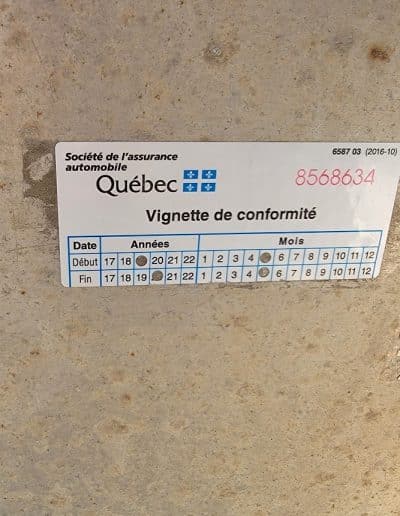 Société de l'assurance
automobile
Québec
6587 03 (2016-10)
8568634
Vignette de conformité
Date Années Mois
Début 17 18 20 21 22 1 2 3 4 6 7 8 9 10 11 12
Fin 17 18 19 21 22 1 2 3 4 6 7 8 9 10 11 12